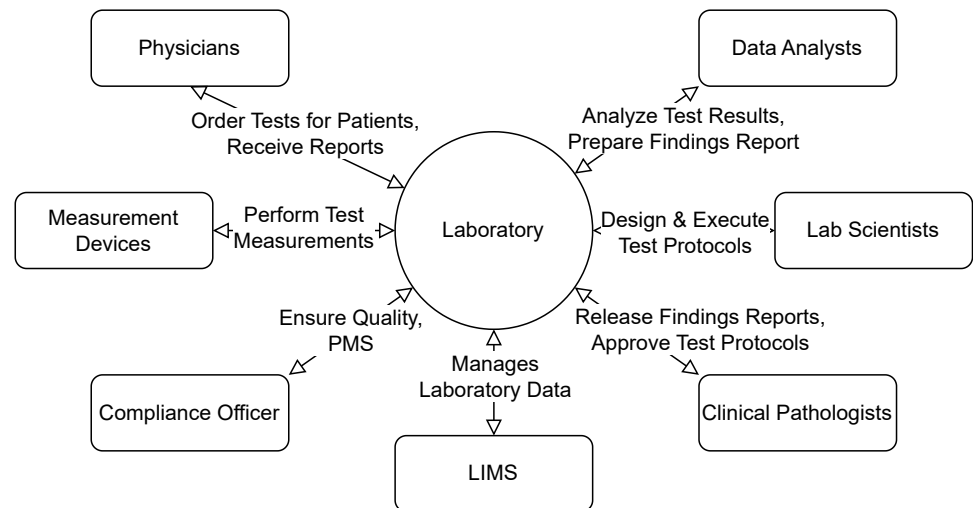 Physicians
Data Analysts
Order Tests for Patients,
Receive Reports
Analyze Test Results,
Prepare Findings Report
Measurement
Devices
Perform Test
Measurements
Laboratory
Design & Execute
Test Protocols
Lab Scientists
Ensure Quality,
PMS
Release Findings Reports,
Approve Test Protocols
Manages
Laboratory Data
Compliance Officer
Clinical Pathologists
LIMS